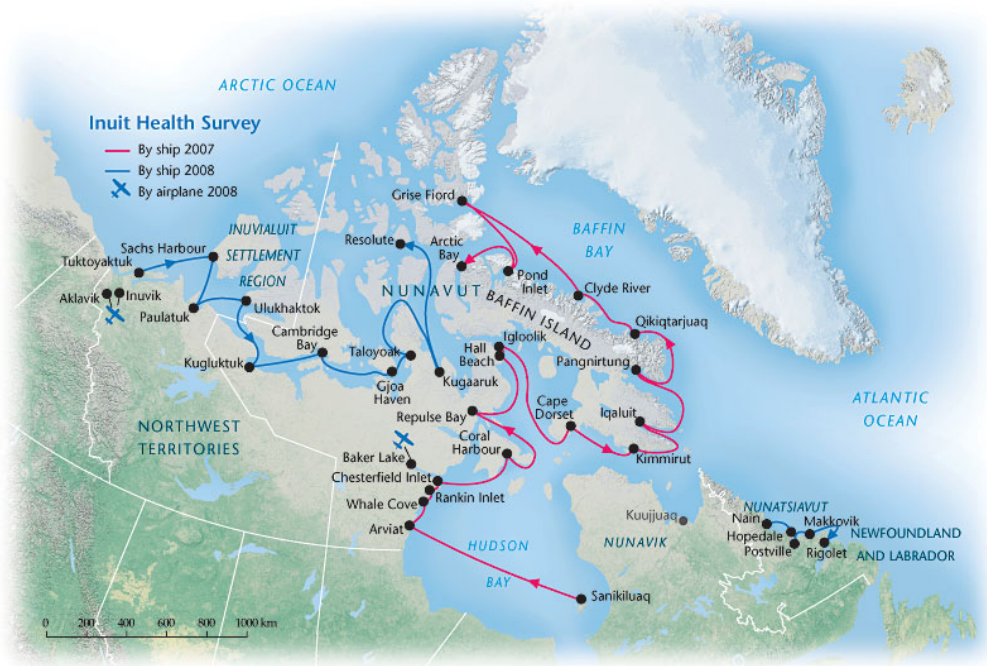 ARCTIC OCEAN
Inuit Health Survey
By ship 2007
By ship 2008
By airplane 2008
Grise Fiord
INUVIALUIT
SETTLEMENT
REGION
BAFFIN
BAY
Sachs Harbour
Tuktoyaktuk
Resolute
Arctic
Bay
Pond
Inlet
Clyde River
Aklavik
Inuvik
NUNAVUT
BAFFIN ISLAND
Paulatuk
Ulukhaktok
Qikiqtarjuaq
Cambridge
Bay
Igloolik
Hall
Beach
Taloyoak
Pangnirtung
Kugluktuk
Gjoa
Haven
Kugaaruk
Cape
Dorset
Iqaluit
ATLANTIC
OCEAN
Repulse Bay
NORTHWEST
TERRITORIES
Coral
Harbour
Baker Lake
Kimmirut
Chesterfield Inlet
Rankin Inlet
Whale Cove
Arviat
Kuujjuaq
NUNATSIAVUT
Nain
Makkovik
Hopedale
Postville
Rigolet
NEWFOUNDLAND
AND LABRADOR
NUNAVIK
HUDSON
BAY
Sanikiluaq
0 200 400 600 800 1000 km